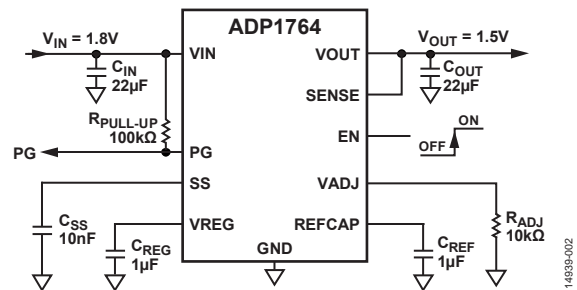 ADP1764
VIN = 1.8V
VIN
VOUT
VOUT = 1.5V
CIN
22µF
COUT
22µF
SENSE
RPULL-UP
100kΩ
EN
ON
OFF
PG
PG
SS
VADJ
CSS
10nF
VREG
REFCAP
RADJ
10kΩ
CREG
1µF
GND
CREF
1µF
14939-002